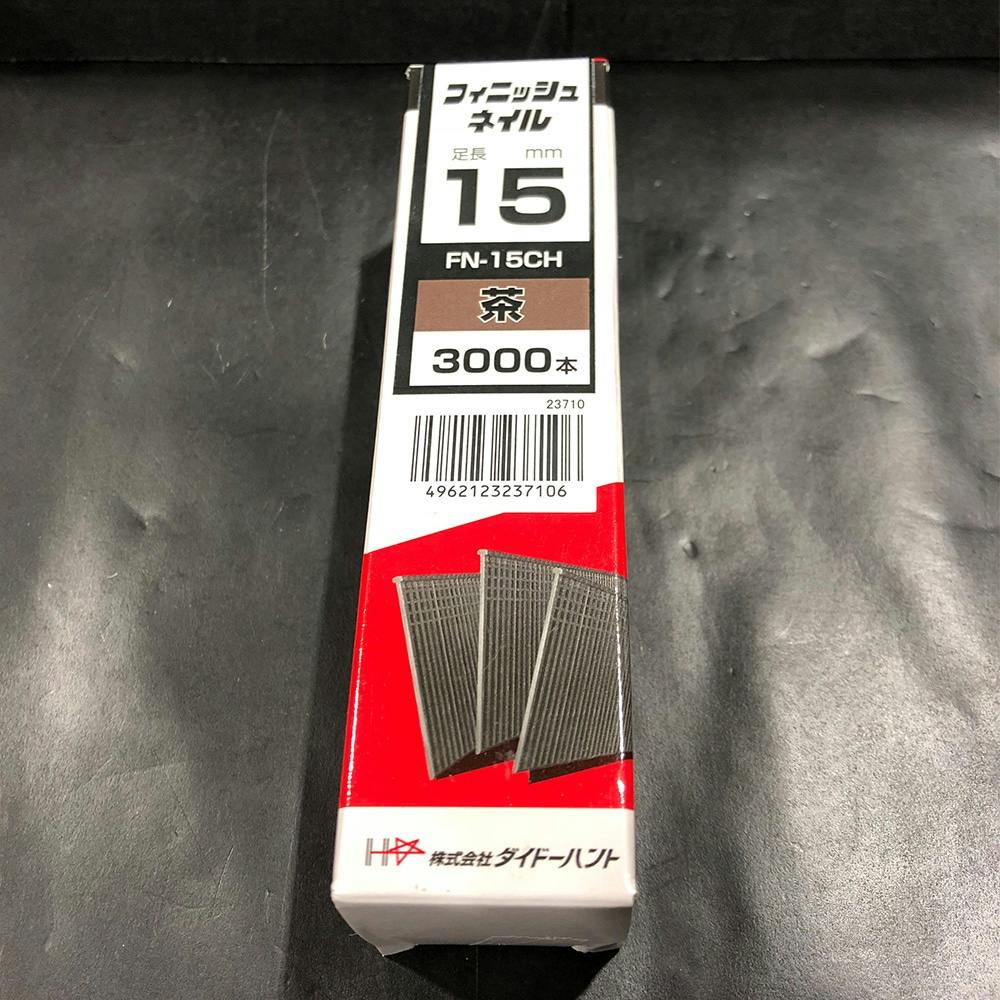 フィニッシュ
ネイル
足長 mm
15
FN-15CH
茶
3000本
23710
4962123237106
株式会社 ダイドーハント